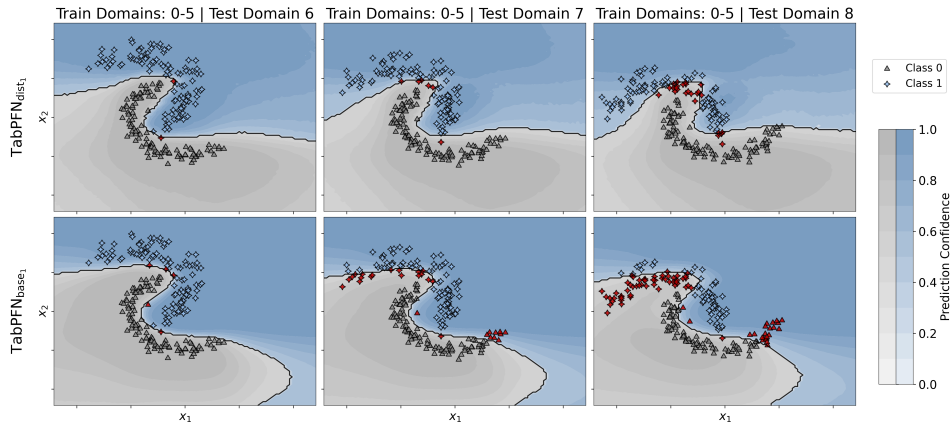 Train Domains: 0-5 | Test Domain 6
Train Domains: 0-5 | Test Domain 7
Train Domains: 0-5 | Test Domain 8
TabPFN_dist_1
x_2
Class 0
Class 1
1.0
0.8
0.6
0.4
0.2
0.0
Prediction Confidence
TabPFN_base_1
x_2
x_1
x_1
x_1